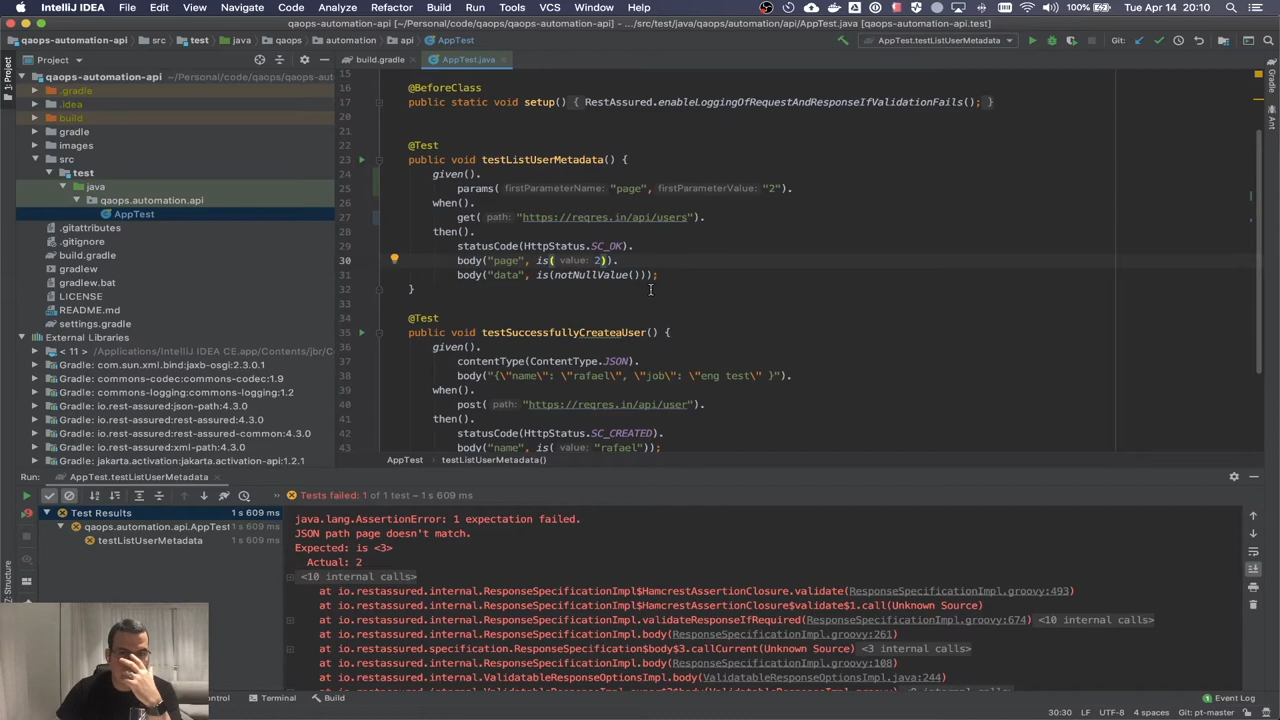 IntelliJ IDEA File Edit View Navigate Code Analyze Refactor Build Run Tools VCS Window Help 100% Tue Apr 14 20:10
qaops-automation-api [~/Personal/code/qaops/qaops-automation-api] – .../src/test/java/qaops/automation/api/AppTest.java [qaops-automation-api.test]
qaops-automation-api src test java qaops automation api AppTest AppTest.testListUserMetadata Git:
Project build.gradle AppTest.java
1: Project
Ant
qaops-automation-api ~/Personal/code/qaops/q
.gradle
.idea
build
gradle
images
src
test
java
qaops.automation.api
AppTest
.gitattributes
.gitignore
build.gradle
gradlew
LICENSE
README.md
settings.gradle
External Libraries
< 11 > /Applications/IntelliJ IDEA CE.app/Contents/jbr/Co
Gradle: com.sun.xml.bind:jaxb-osgi:2.3.0.1
Gradle: commons-codec:commons-codec:1.9
Gradle: commons-logging:commons-logging:1.2
Gradle: io.rest-assured:json-path:4.3.0
Gradle: io.rest-assured:rest-assured:4.3.0
Gradle: io.rest-assured:rest-assured-common:4.3.0
Gradle: io.rest-assured:xml-path:4.3.0
Gradle: jakarta.activation:jakarta.activation-api:1.2.1
15
16 @BeforeClass
17 public static void setup() { RestAssured.enableLoggingOfRequestAndResponseIfValidationFails(); }
20
21
22 @Test
23 public void testListUserMetadata() {
24 given().
25 params( firstParameterName: "page", firstParameterValue: "2").
26 when().
27 get( path: "https://reqres.in/api/users").
28 then().
29 statusCode(HttpStatus.SC_OK).
30 body("page", is( value: 2)).
31 body("data", is(notNullValue()));
32 }
33
34 @Test
35 public void testSuccessfullyCreateaUser() {
36 given().
37 contentType(ContentType.JSON).
38 body("{\"name\": \"rafael\", \"job\": \"eng test\" }").
39 when().
40 post( path: "https://reqres.in/api/user").
41 then().
42 statusCode(HttpStatus.SC_CREATED).
43 body("name", is( value: "rafael"));
AppTest testListUserMetadata()
Run: AppTest.testListUserMetadata
Tests failed: 1 of 1 test – 1 s 609 ms
Test Results 1 s 609 ms
qaops.automation.api.AppTest 1 s 609 ms
testListUserMetadata 1 s 609 ms
java.lang.AssertionError: 1 expectation failed.
JSON path page doesn't match.
Expected: is <3>
Actual: 2
<10 internal calls>
at io.restassured.internal.ResponseSpecificationImpl$HamcrestAssertionClosure.validate(ResponseSpecificationImpl.groovy:493)
at io.restassured.internal.ResponseSpecificationImpl$HamcrestAssertionClosure$validate$1.call(Unknown Source)
at io.restassured.internal.ResponseSpecificationImpl.validateResponseIfRequired(ResponseSpecificationImpl.groovy:674) <10 internal calls>
at io.restassured.internal.ResponseSpecificationImpl.body(ResponseSpecificationImpl.groovy:261)
at io.restassured.specification.ResponseSpecification$body$3.callCurrent(Unknown Source) <3 internal calls>
at io.restassured.internal.ResponseSpecificationImpl.body(ResponseSpecificationImpl.groovy:108)
at io.restassured.internal.ValidatableResponseOptionsImpl.body(ValidatableResponseOptionsImpl.java:244)
7: Structure
Terminal Build Event Log
30:30 LF UTF-8 4 spaces Git: pt-master